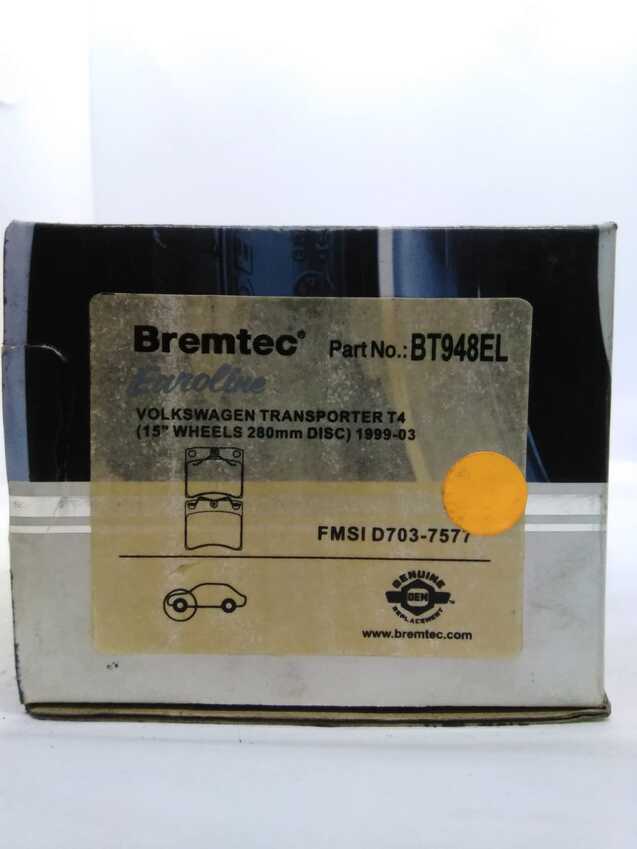 Bremtec® Part No.: BT948EL
Euroline
VOLKSWAGEN TRANSPORTER T4
(15" WHEELS 280mm DISC) 1999-03
FMSI D703-7577
GENUINE
OEM
REPLACEMENT
™
www.bremtec.com